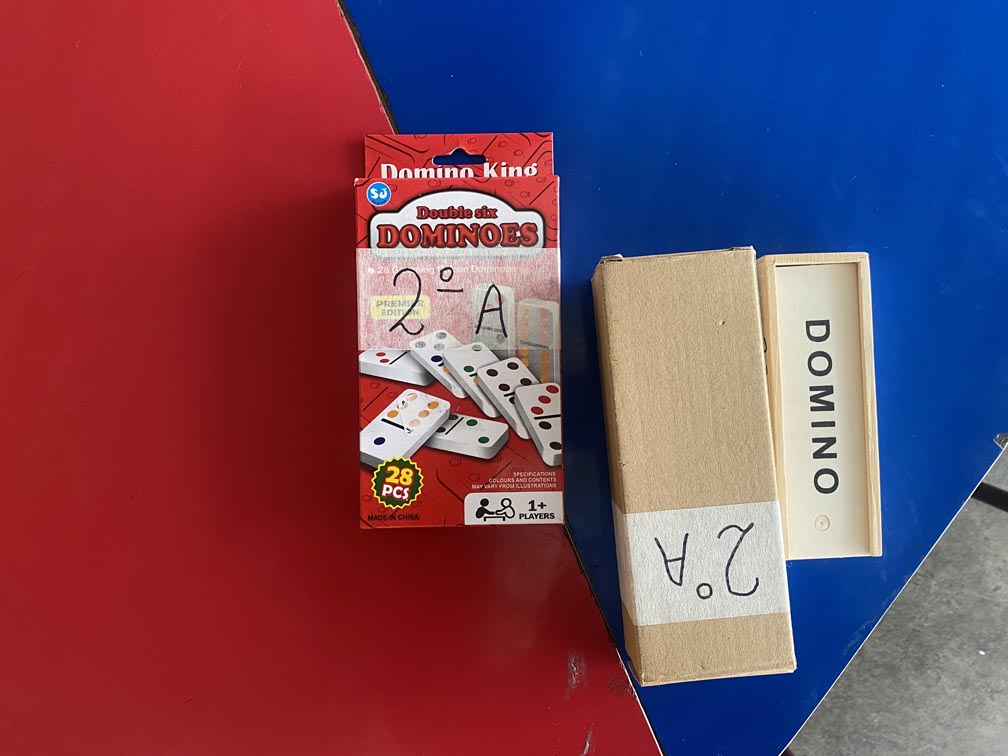 Domino King
SJ
Double six
DOMINOES
2º A
PREMIER
EDITION
28
PCS
SPECIFICATIONS
COLOURS AND CONTENTS
MAY VARY FROM ILLUSTRATIONS
MADE IN CHINA
1+
PLAYERS
2º A
DOMINO